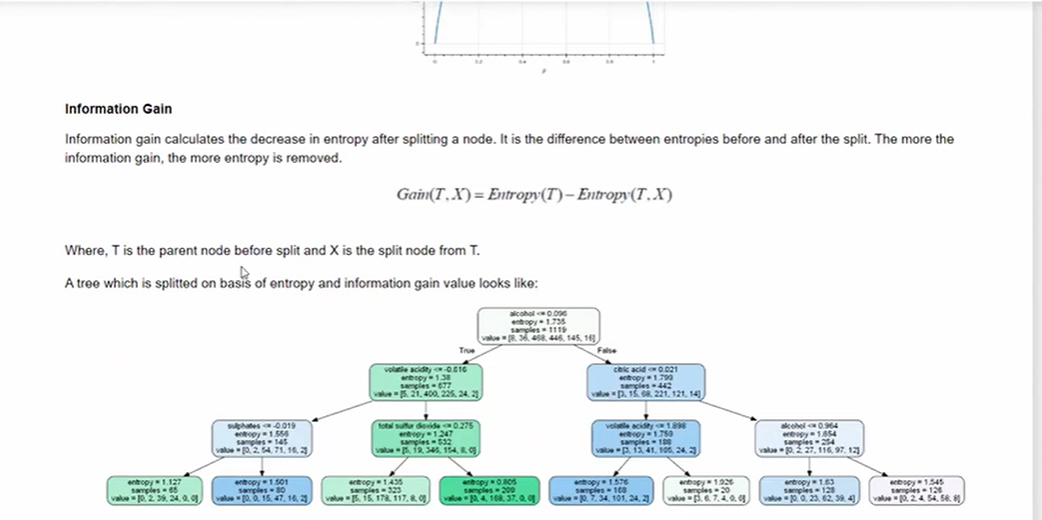 0
0
0.2
0.4
0.6
0.8
1
p
Information Gain
Information gain calculates the decrease in entropy after splitting a node. It is the difference between entropies before and after the split. The more the
information gain, the more entropy is removed.
Gain(T, X) = Entropy(T) – Entropy(T, X)
Where, T is the parent node before split and X is the split node from T.
A tree which is splitted on basis of entropy and information gain value looks like:
alcohol <= 0.096
entropy = 1.735
samples = 1119
value = [8, 36, 468, 446, 145, 16]
True
False
volatile acidity <= -0.616
entropy = 1.38
samples = 677
value = [5, 21, 400, 225, 24, 2]
citric acid <= 0.021
entropy = 1.799
samples = 442
value = [3, 15, 68, 221, 121, 14]
sulphates <= -0.019
entropy = 1.556
samples = 145
value = [0, 2, 54, 71, 16, 2]
total sulfur dioxide <= 0.275
entropy = 1.247
samples = 532
value = [5, 19, 346, 154, 8, 0]
volatile acidity <= 1.898
entropy = 1.759
samples = 188
value = [3, 13, 41, 105, 24, 2]
alcohol <= 0.964
entropy = 1.654
samples = 254
value = [0, 2, 27, 116, 97, 12]
entropy = 1.127
samples = 65
value = [0, 2, 39, 24, 0, 0]
entropy = 1.501
samples = 80
value = [0, 0, 15, 47, 16, 2]
entropy = 1.435
samples = 323
value = [5, 15, 178, 117, 8, 0]
entropy = 0.805
samples = 209
value = [0, 4, 168, 37, 0, 0]
entropy = 1.576
samples = 168
value = [0, 7, 34, 101, 24, 2]
entropy = 1.926
samples = 20
value = [3, 6, 7, 4, 0, 0]
entropy = 1.63
samples = 128
value = [0, 0, 23, 62, 39, 4]
entropy = 1.545
samples = 126
value = [0, 2, 4, 54, 58, 8]